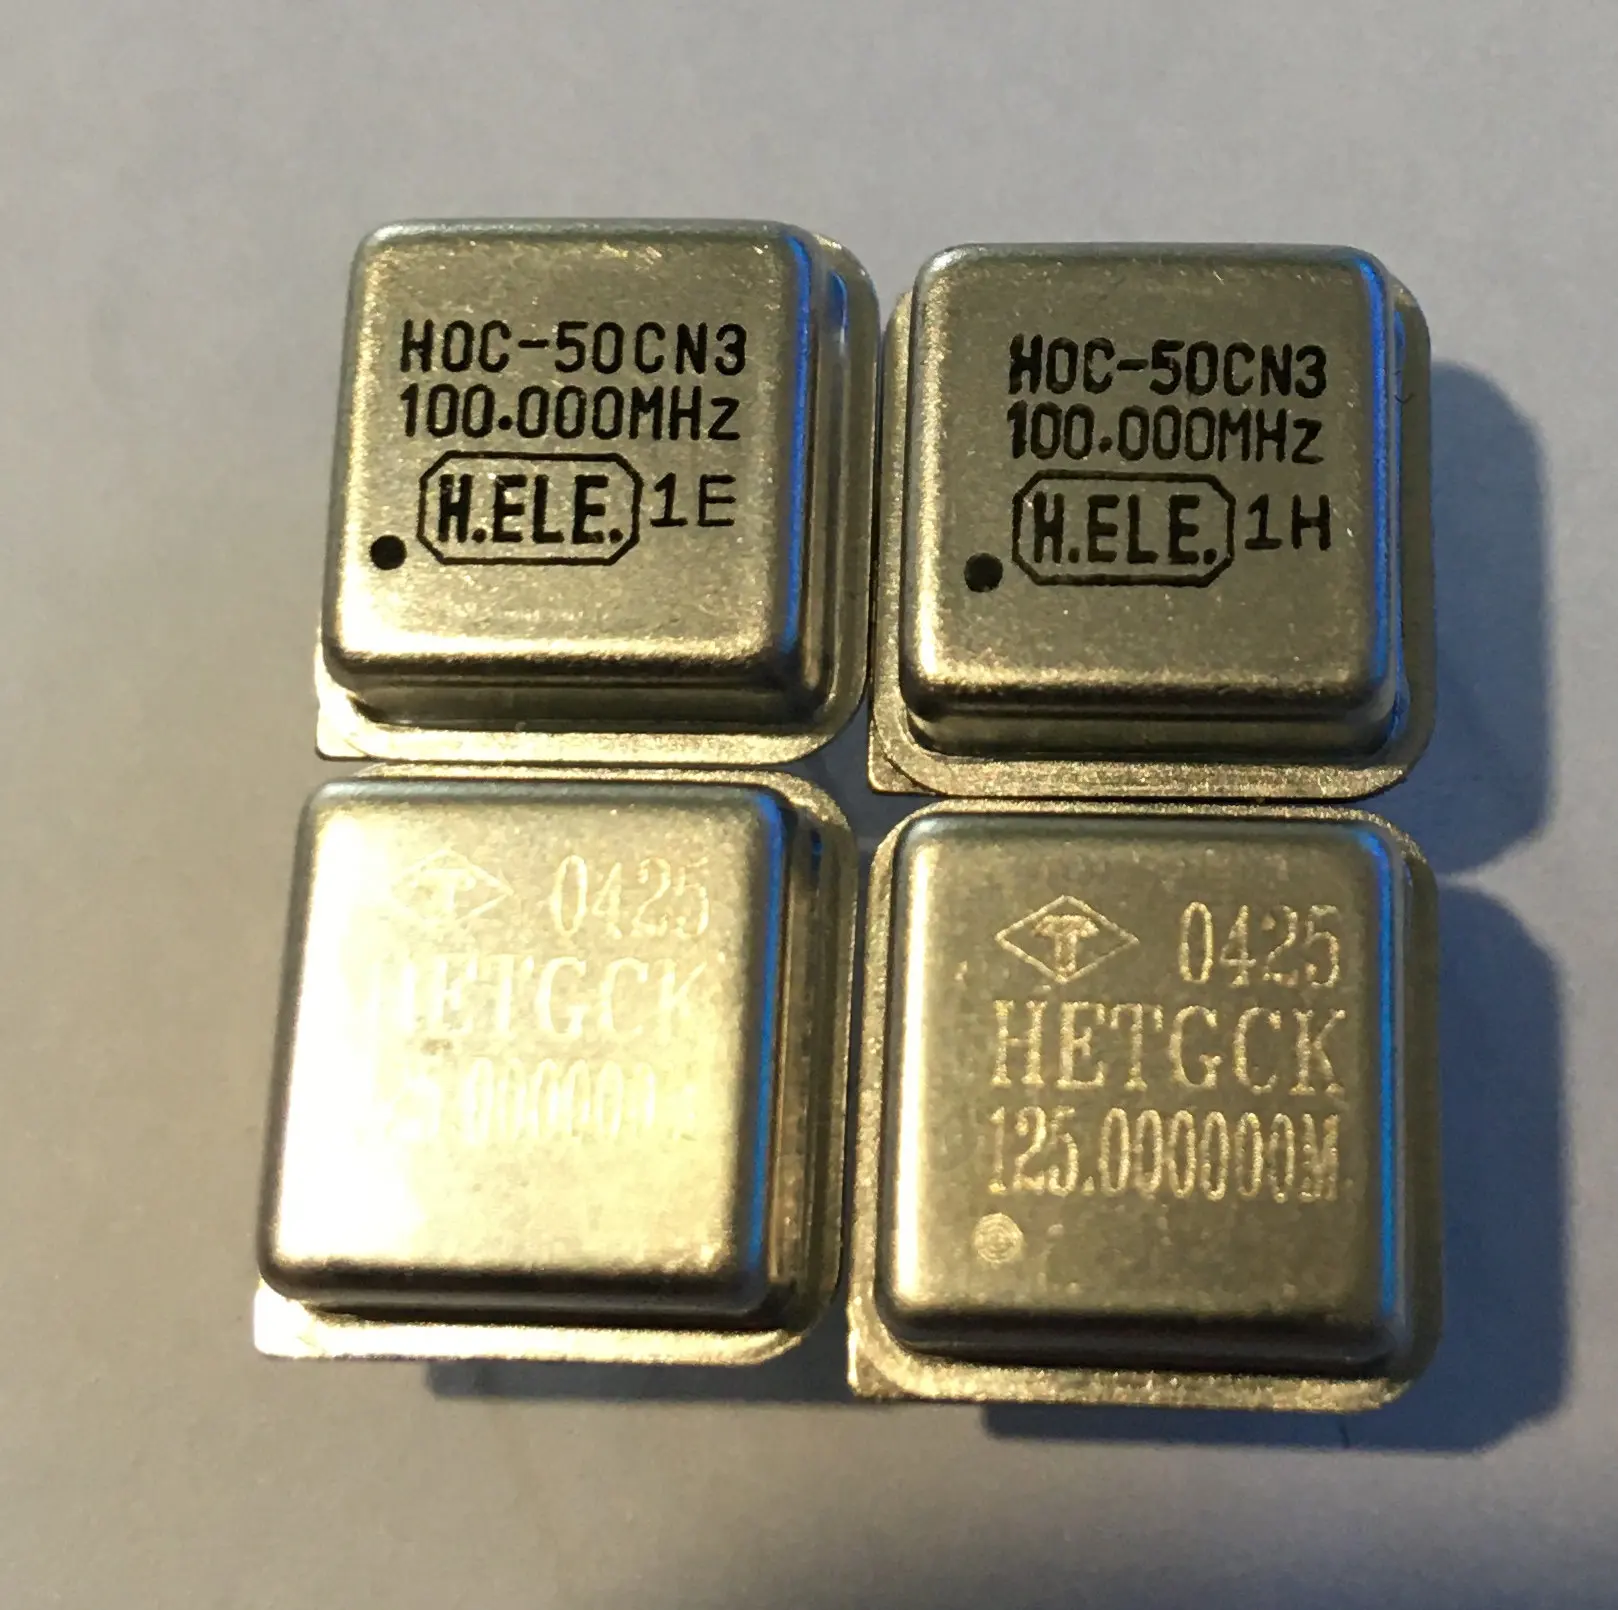 HOC-50CN3
100.000MHz
H.ELE. 1E
HOC-50CN3
100.000MHz
H.ELE. 1H
T 0425
HETGCK
T 0425
HETGCK
125.000000M